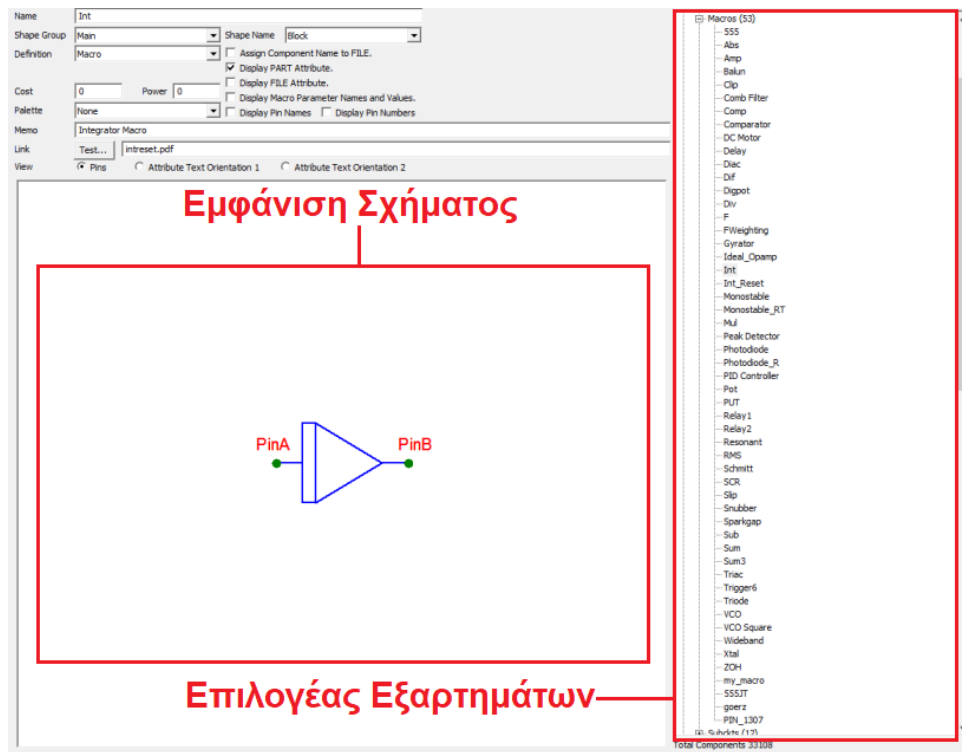 Name Int
Shape Group Main Shape Name Block
Definition Macro Assign Component Name to FILE.
Display PART Attribute.
Display FILE Attribute.
Cost 0 Power 0 Display Macro Parameter Names and Values.
Palette None Display Pin Names Display Pin Numbers
Memo Integrator Macro
Link Test... intreset.pdf
View Pins Attribute Text Orientation 1 Attribute Text Orientation 2
Εμφάνιση Σχήματος
PinA PinB
Επιλογέας Εξαρτημάτων
Macros (53)
555
Abs
Amp
Balun
Clip
Comb Filter
Comp
Comparator
DC Motor
Delay
Diac
Dif
Digpot
Div
F
FWeighting
Gyrator
Ideal_Opamp
Int
Int_Reset
Monostable
Monostable_RT
Mul
Peak Detector
Photodiode
Photodiode_R
PID Controller
Pot
PUT
Relay1
Relay2
Resonant
RMS
Schmitt
SCR
Slip
Snubber
Sparkgap
Sub
Sum
Sum3
Triac
Trigger6
Triode
VCO
VCO Square
Wideband
Xtal
ZOH
my_macro
555JT
goerz
PIN_1307
Subckts (17)
Total Components 33108